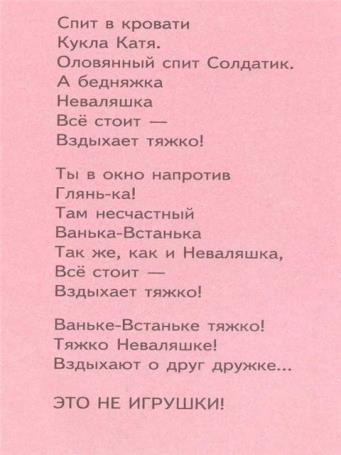 Спит в кровати
Кукла Катя.
Оловянный спит Солдатик.
А бедняжка
Неваляшка
Всё стоит —
Вздыхает тяжко!
Ты в окно напротив
Глянь-ка!
Там несчастный
Ванька-Встанька
Так же, как и Неваляшка,
Всё стоит —
Вздыхает тяжко!
Ваньке-Встаньке тяжко!
Тяжко Неваляшке!
Вздыхают о друг дружке...
ЭТО НЕ ИГРУШКИ!